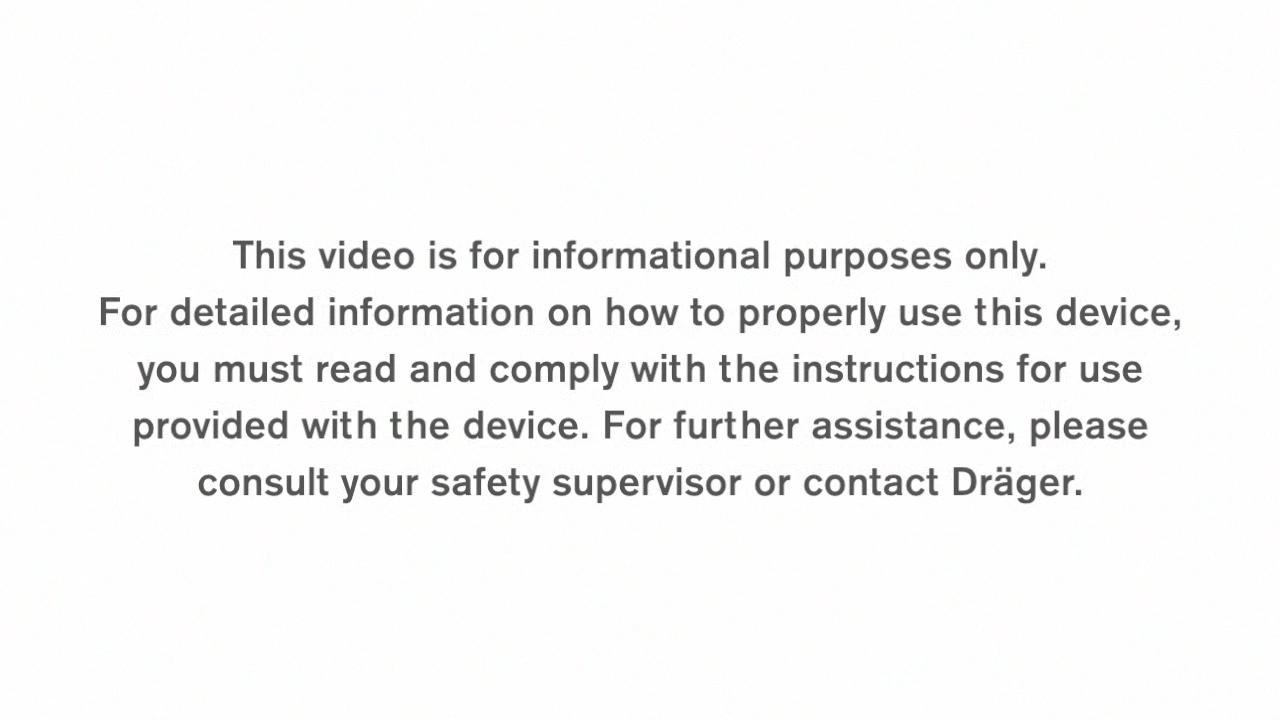 This video is for informational purposes only.
For detailed information on how to properly use this device,
you must read and comply with the instructions for use
provided with the device. For further assistance, please
consult your safety supervisor or contact Dräger.